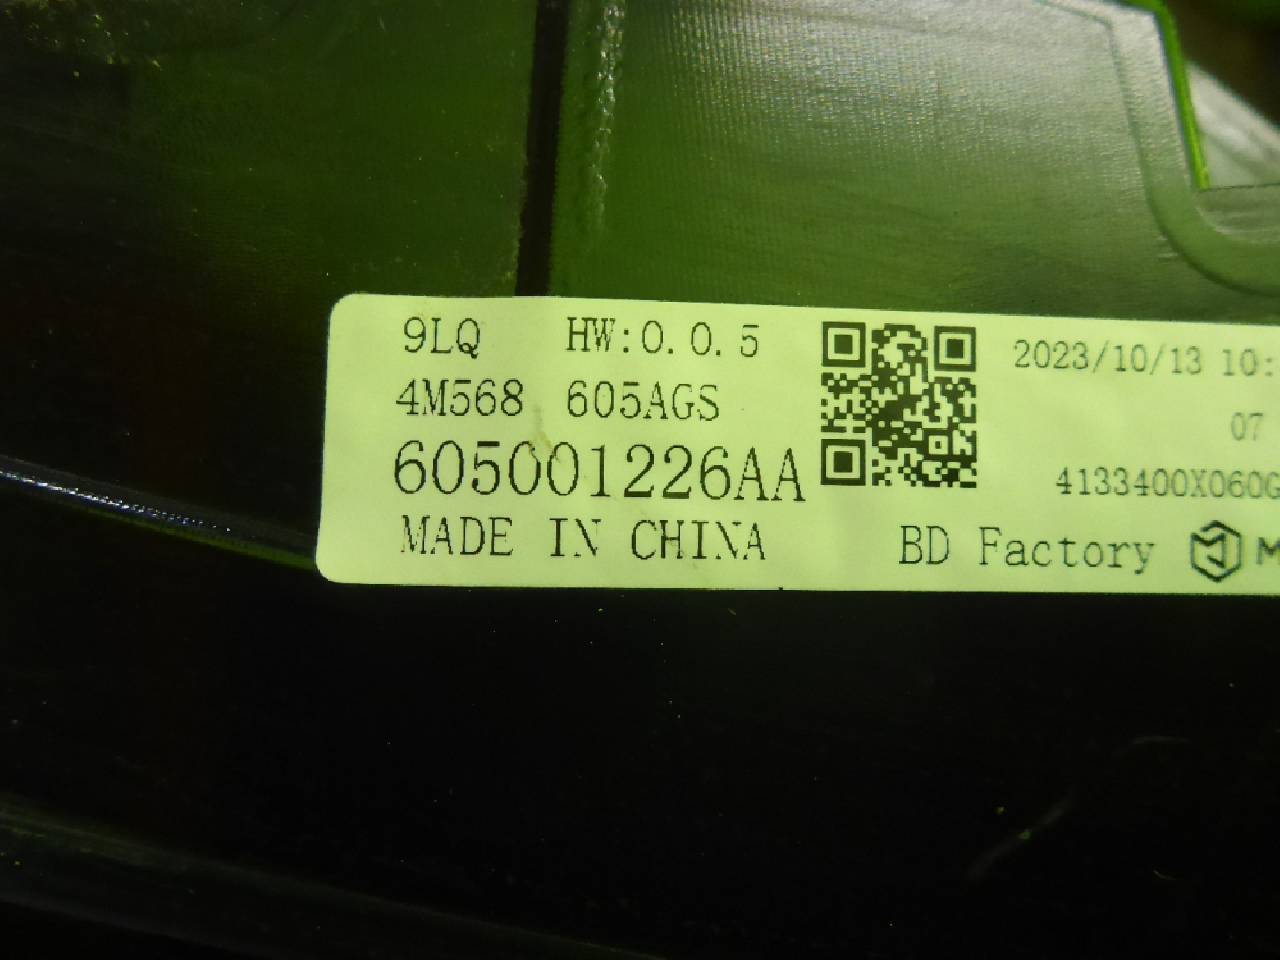 9LQ HW:0.0.5
2023/10/13 10:
4M568 605AGS
07
605001226AA
4133400X060G
MADE IN CHINA
BD Factory M